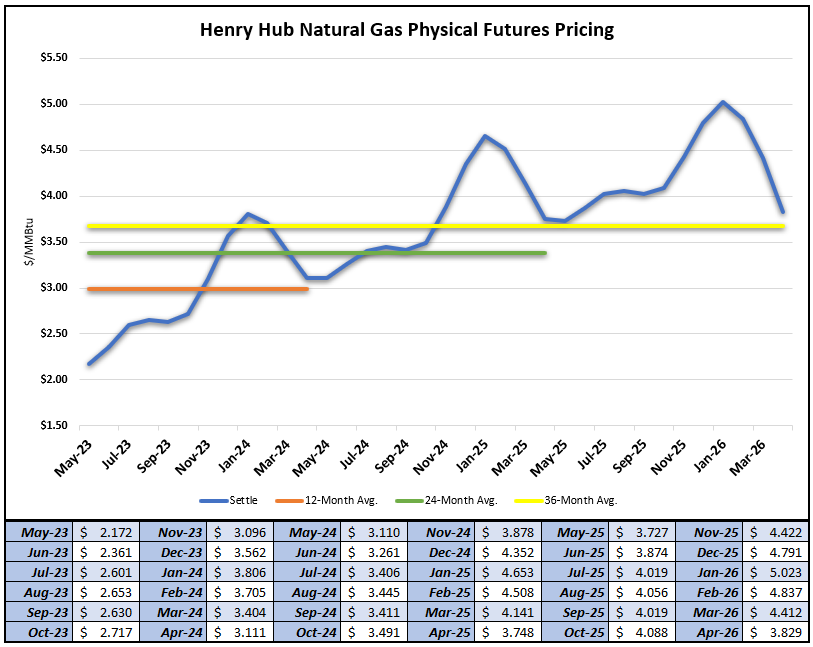 Henry Hub Natural Gas Physical Futures Pricing
$5.50
$5.00
$4.50
$4.00
$3.50
$3.00
$2.50
$2.00
$1.50
$/MMBtu
May-23 Jul-23 Sep-23 Nov-23 Jan-24 Mar-24 May-24 Jul-24 Sep-24 Nov-24 Jan-25 Mar-25 May-25 Jul-25 Sep-25 Nov-25 Jan-26 Mar-26
Settle 12-Month Avg. 24-Month Avg. 36-Month Avg.
May-23 $ 2.172 Nov-23 $ 3.096 May-24 $ 3.110 Nov-24 $ 3.878 May-25 $ 3.727 Nov-25 $ 4.422
Jun-23 $ 2.361 Dec-23 $ 3.562 Jun-24 $ 3.261 Dec-24 $ 4.352 Jun-25 $ 3.874 Dec-25 $ 4.791
Jul-23 $ 2.601 Jan-24 $ 3.806 Jul-24 $ 3.406 Jan-25 $ 4.653 Jul-25 $ 4.019 Jan-26 $ 5.023
Aug-23 $ 2.653 Feb-24 $ 3.705 Aug-24 $ 3.445 Feb-25 $ 4.508 Aug-25 $ 4.056 Feb-26 $ 4.837
Sep-23 $ 2.630 Mar-24 $ 3.404 Sep-24 $ 3.411 Mar-25 $ 4.141 Sep-25 $ 4.019 Mar-26 $ 4.412
Oct-23 $ 2.717 Apr-24 $ 3.111 Oct-24 $ 3.491 Apr-25 $ 3.748 Oct-25 $ 4.088 Apr-26 $ 3.829